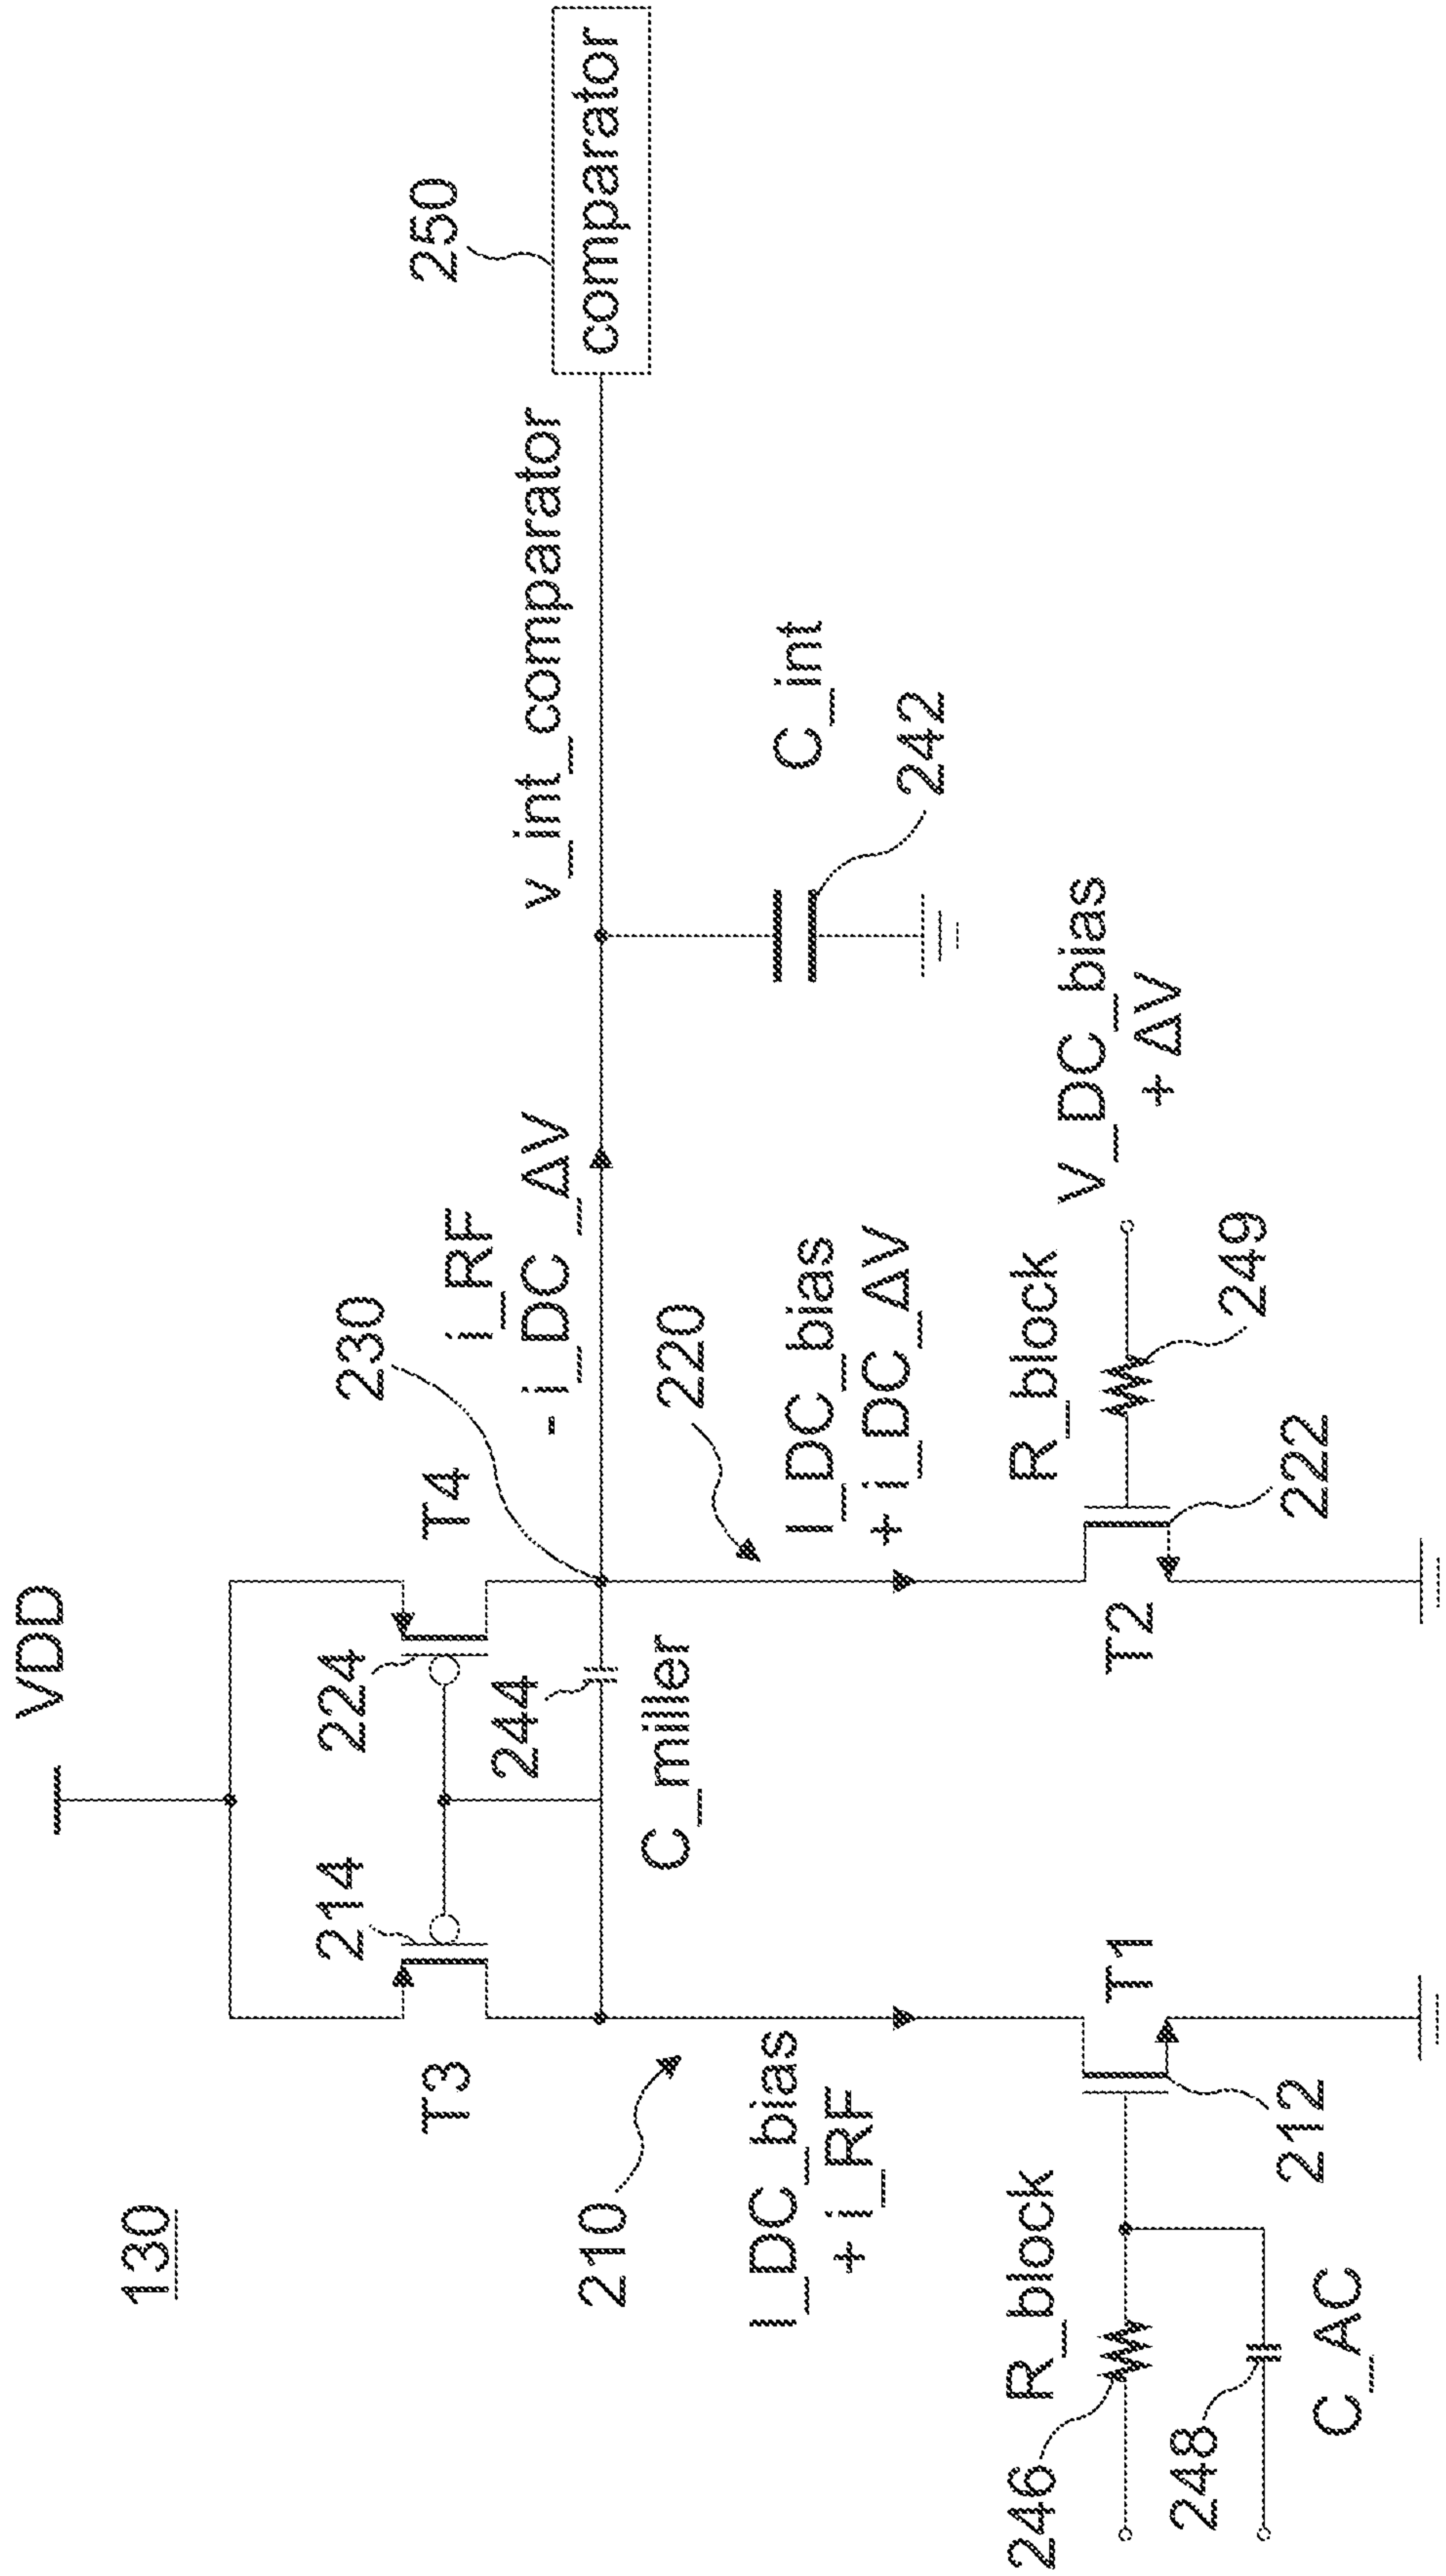 130
VDD
T3
214
224
T4
244
C_miller
230
i_RF
- i_DC_ΔV
v_int_comparator
250
comparator
210
I_DC_bias
+ i_RF
220
I_DC_bias
+ i_DC_ΔV
C_int
242
246
R_block
248
C_AC
T1
212
T2
222
R_block
249
V_DC_bias
+ ΔV